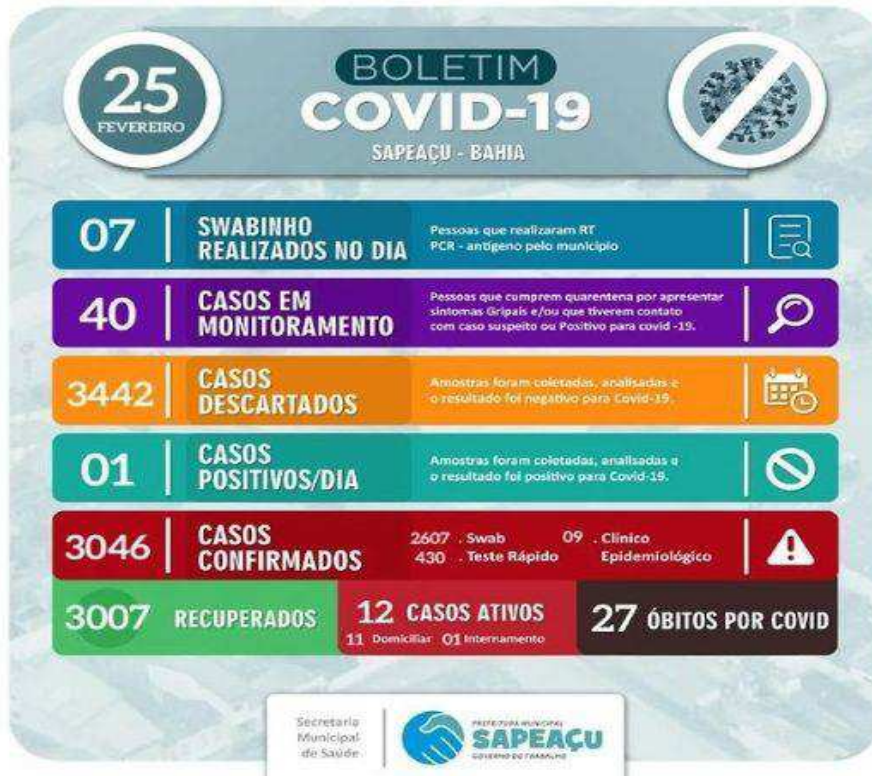 25
FEVEREIRO
BOLETIM
COVID-19
SAPEAÇU - BAHIA
07
SWABINHO
REALIZADOS NO DIA
Pessoas que realizaram RT
PCR - antigeno pelo municipio
40
CASOS EM
MONITORAMENTO
Pessoas que cumprem quarentena por apresentar
sintomas Gripais e/ou que tiverem contato
com caso suspeito ou Positivo para covid -19.
3442
CASOS
DESCARTADOS
Amostras foram coletadas, analisadas e
o resultado foi negativo para Covid-19.
01
CASOS
POSITIVOS/DIA
Amostras foram coletadas, analisadas e
o resultado foi positivo para Covid-19.
3046
CASOS
CONFIRMADOS
2607 . Swab
430 . Teste Rápido
09 . Clínico
Epidemiológico
3007 RECUPERADOS
12 CASOS ATIVOS
11 Domiciliar 01 Internamento
27 ÓBITOS POR COVID
Secretaria
Municipal
de Saúde
PREFEITURA MUNICIPAL
SAPEAÇU
GOVERNO DO TRABALHO